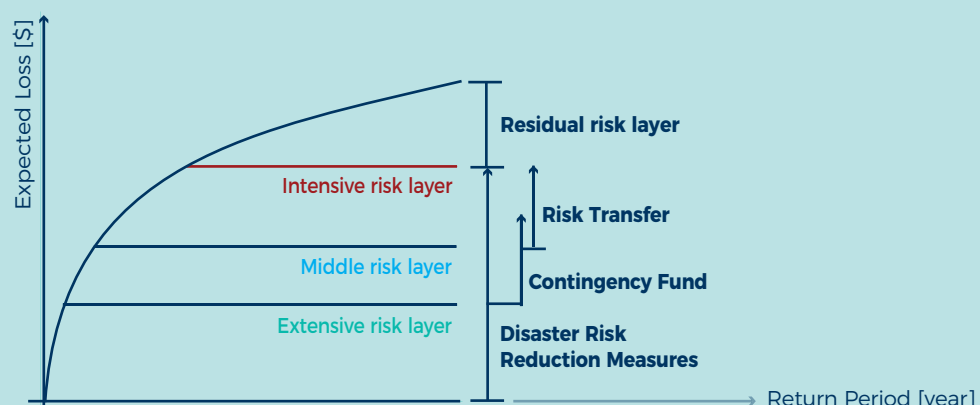 Expected Loss [$]
Residual risk layer
Intensive risk layer
Risk Transfer
Middle risk layer
Contingency Fund
Extensive risk layer
Disaster Risk
Reduction Measures
Return Period [year]